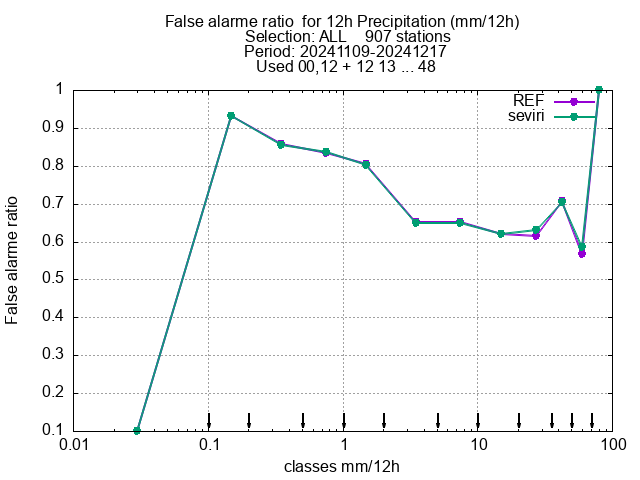 False alarme ratio  for 12h Precipitation (mm/12h)
Selection: ALL    907 stations
Period: 20241109-20241217
Used 00,12 + 12 13 ... 48
REF
seviri
1
0.9
0.8
0.7
0.6
0.5
0.4
0.3
0.2
0.1
False alarme ratio
0.01 0.1 1 10 100
classes mm/12h